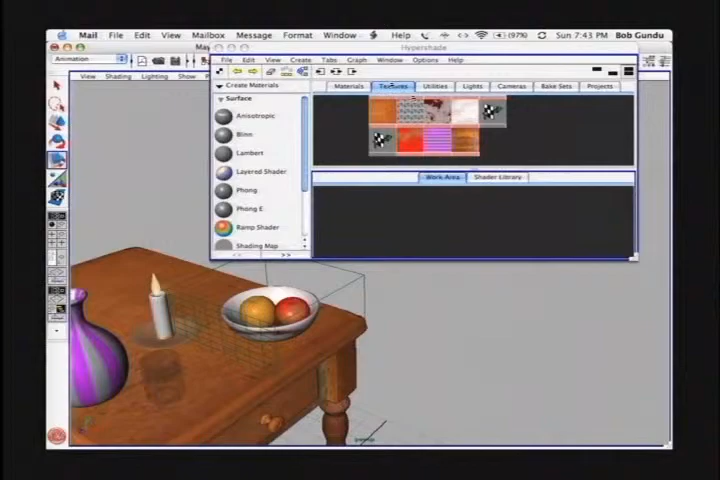 Mail File Edit View Mailbox Message Format Window Help (97%) Sun 7:43 PM Bob Gundu
Hypershade
Animation
File Edit View Create Tabs Graph Window Options Help
View Shading Lighting Show
Create Materials
Materials Textures Utilities Lights Cameras Bake Sets Projects
Surface
Anisotropic
Blinn
Lambert
Layered Shader
Phong
Phong E
Ramp Shader
Shading Map
Work Area Shader Library
>>
persp